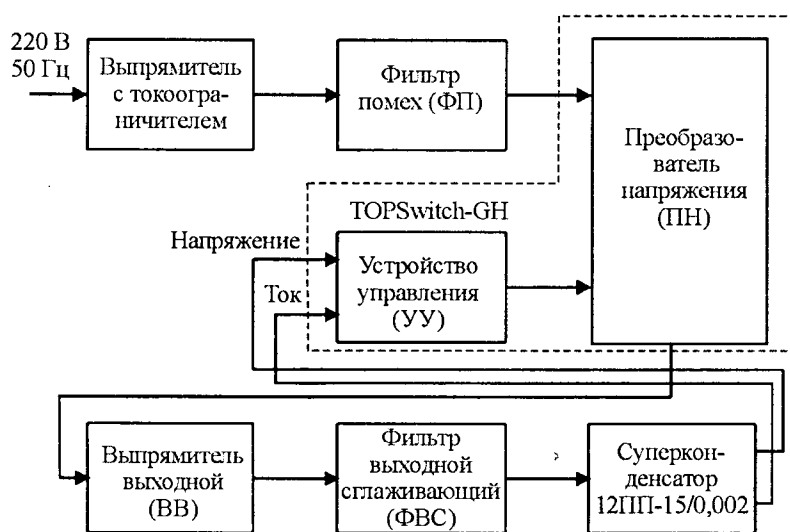 220 В
50 Гц
Выпрямитель
с токоогра-
ничителем
Фильтр
помех (ФП)
Преобразо-
ватель
напряжения
(ПН)
TOPSwitch-GH
Напряжение
Ток
Устройство
управления
(УУ)
Выпрямитель
выходной
(ВВ)
Фильтр
выходной
сглаживающий
(ФВС)
Суперкон-
денсатор
12ПП-15/0,002